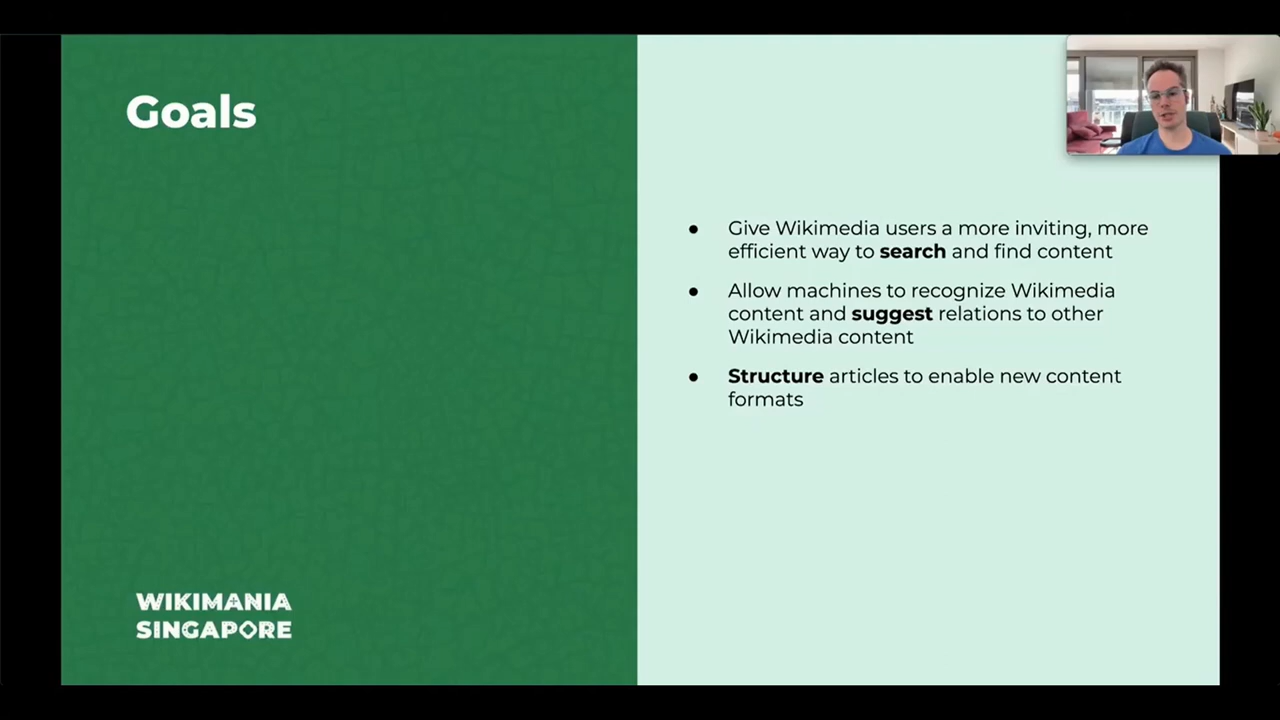 Goals
Give Wikimedia users a more inviting, more
efficient way to search and find content
Allow machines to recognize Wikimedia
content and suggest relations to other
Wikimedia content
Structure articles to enable new content
formats
WIKIMANIA
SINGAPORE